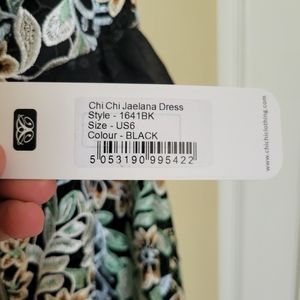 Chi Chi Jaelana Dress
Style - 1641BK
Size - US6
Colour - BLACK
5 053190 995422
www.chichiclothing.com